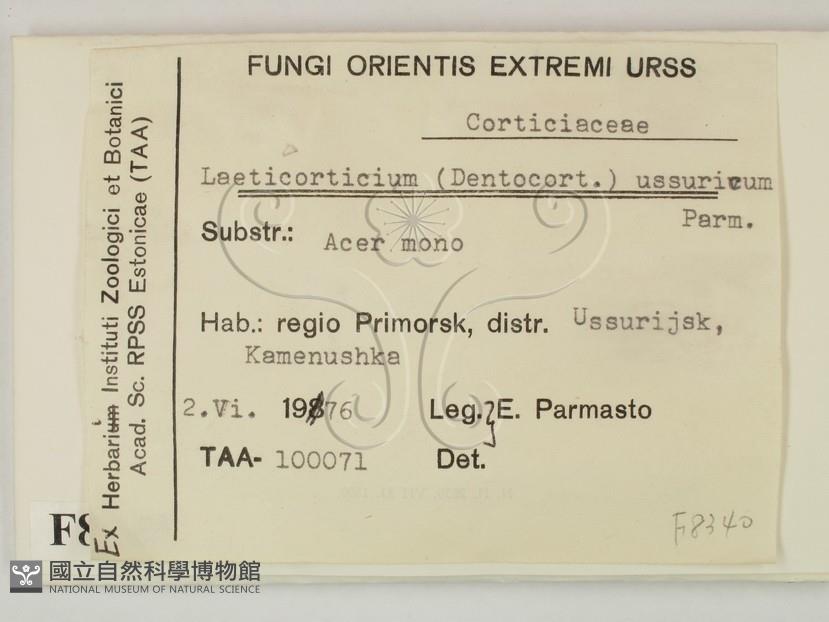 FUNGI ORIENTIS EXTREMI URSS
Corticiaceae
Laeticorticium (Dentocort.) ussuricum
Parm.
Substr.: Acer mono
Hab.: regio Primorsk, distr. Ussurijsk,
Kamenushka
2.Vi. 1976 Leg. E. Parmasto
TAA- 100071 Det.
F8340
Ex Herbarii Instituti Zoologici et Botanici
Acad. Sc. RPSS Estonicae (TAA)
F8
國立自然科學博物館
NATIONAL MUSEUM OF NATURAL SCIENCE